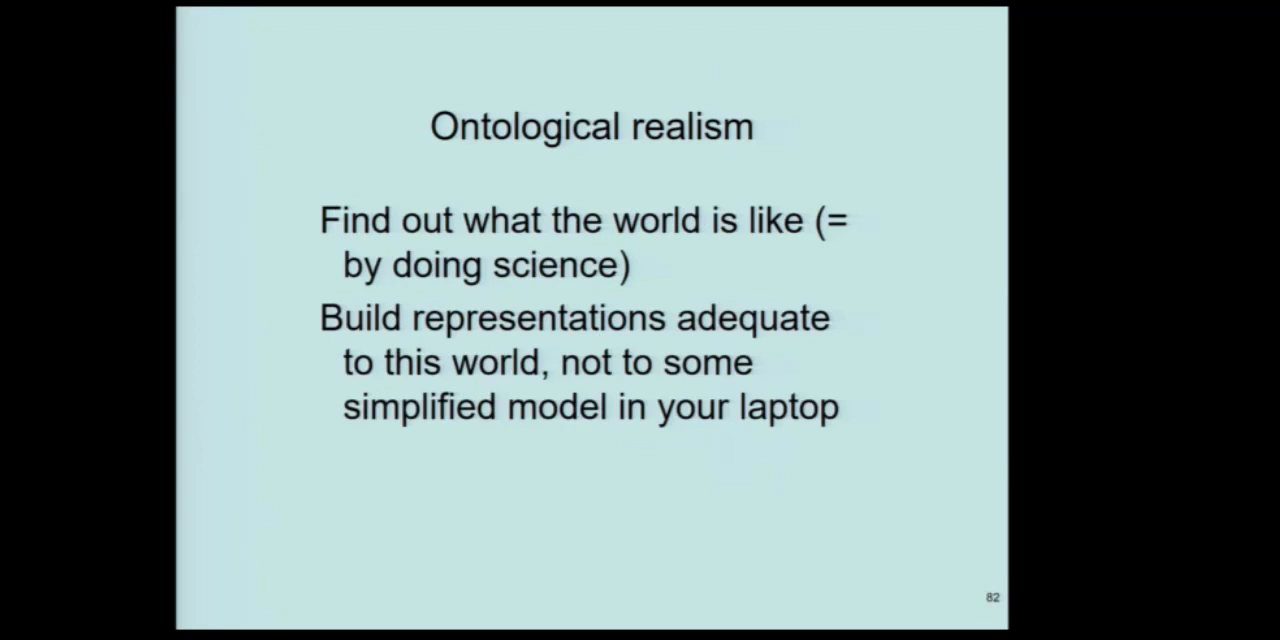 Ontological realism
Find out what the world is like (=
by doing science)
Build representations adequate
to this world, not to some
simplified model in your laptop
82